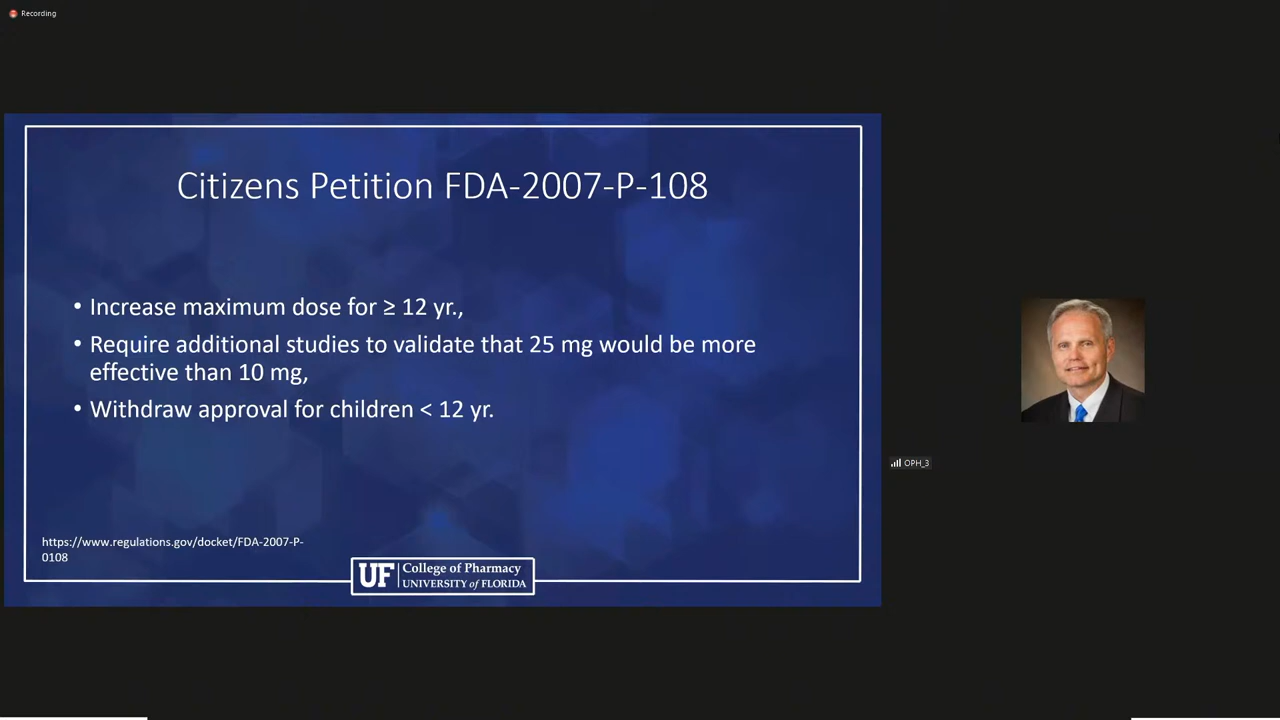 Recording
Citizens Petition FDA-2007-P-108
• Increase maximum dose for ≥ 12 yr.,
• Require additional studies to validate that 25 mg would be more
effective than 10 mg,
• Withdraw approval for children < 12 yr.
OPH_3
https://www.regulations.gov/docket/FDA-2007-P-
0108
UF College of Pharmacy
UNIVERSITY of FLORIDA